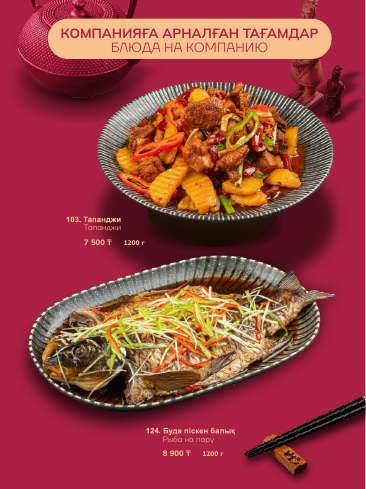 КОМПАНИЯҒА АРНАЛҒАН ТАҒАМДАР
БЛЮДА НА КОМПАНИЮ
103. Тапанджи
Тапанджи
7 500 ₸ 1200 г
124. Буда піскен балық
Рыба на пару
8 900 ₸ 1200 г